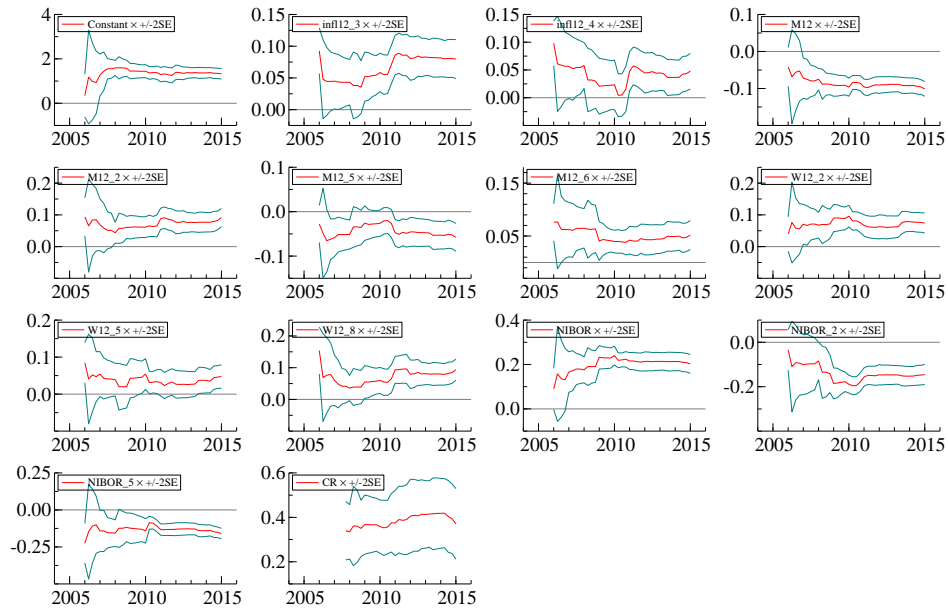 Constant × +/-2SE
4
2
0
2005 2010 2015
infl12_3 × +/-2SE
0.15
0.10
0.05
0.00
2005 2010 2015
infl12_4 × +/-2SE
0.15
0.10
0.05
0.00
2005 2010 2015
M12 × +/-2SE
0.1
0.0
-0.1
2005 2010 2015
M12_2 × +/-2SE
0.2
0.1
0.0
2005 2010 2015
M12_5 × +/-2SE
0.1
0.0
-0.1
2005 2010 2015
M12_6 × +/-2SE
0.15
0.05
2005 2010 2015
W12_2 × +/-2SE
0.2
0.1
0.0
2005 2010 2015
W12_5 × +/-2SE
0.2
0.1
0.0
2005 2010 2015
W12_8 × +/-2SE
0.2
0.1
0.0
2005 2010 2015
NIBOR × +/-2SE
0.4
0.2
0.0
2005 2010 2015
NIBOR_2 × +/-2SE
0.0
-0.2
2005 2010 2015
NIBOR_5 × +/-2SE
0.25
0.00
-0.25
2005 2010 2015
CR × +/-2SE
0.6
0.4
0.2
2005 2010 2015